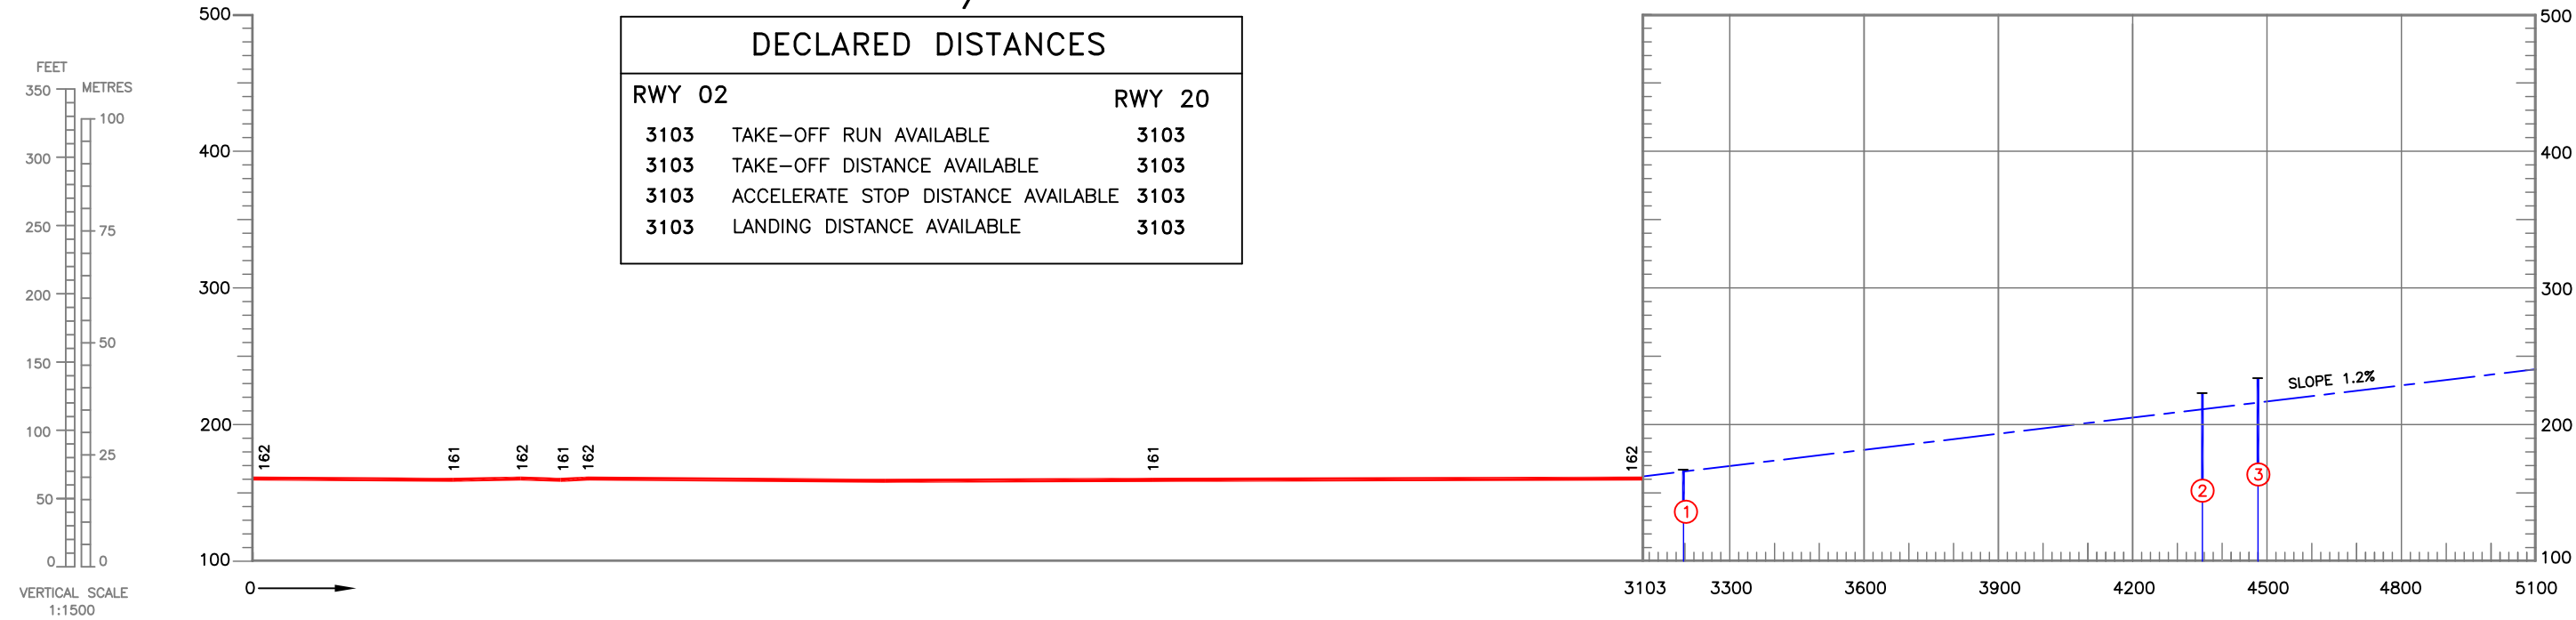 500
DECLARED DISTANCES
RWY 02 RWY 20
3103 TAKE-OFF RUN AVAILABLE 3103
3103 TAKE-OFF DISTANCE AVAILABLE 3103
3103 ACCELERATE STOP DISTANCE AVAILABLE 3103
3103 LANDING DISTANCE AVAILABLE 3103
FEET
METRES
350
300
250
200
150
100
50
0
100
75
50
25
0
VERTICAL SCALE
1:1500
400
300
200
100
162 161 162 161 162 161 162
0
500
400
300
200
100
SLOPE 1.2%
1
2
3
3103 3300 3600 3900 4200 4500 4800 5100